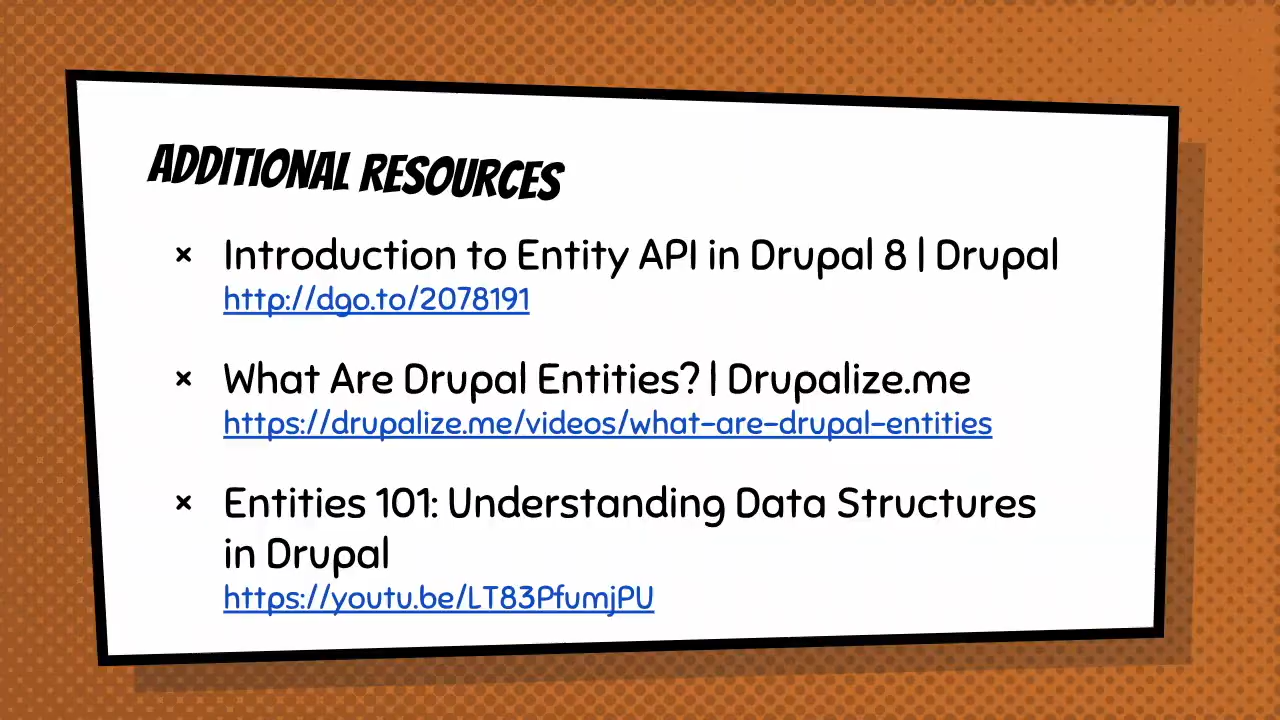 ADDITIONAL RESOURCES
× Introduction to Entity API in Drupal 8 | Drupal
http://dgo.to/2078191
× What Are Drupal Entities? | Drupalize.me
https://drupalize.me/videos/what-are-drupal-entities
× Entities 101: Understanding Data Structures
in Drupal
https://youtu.be/LT83PfumjPU